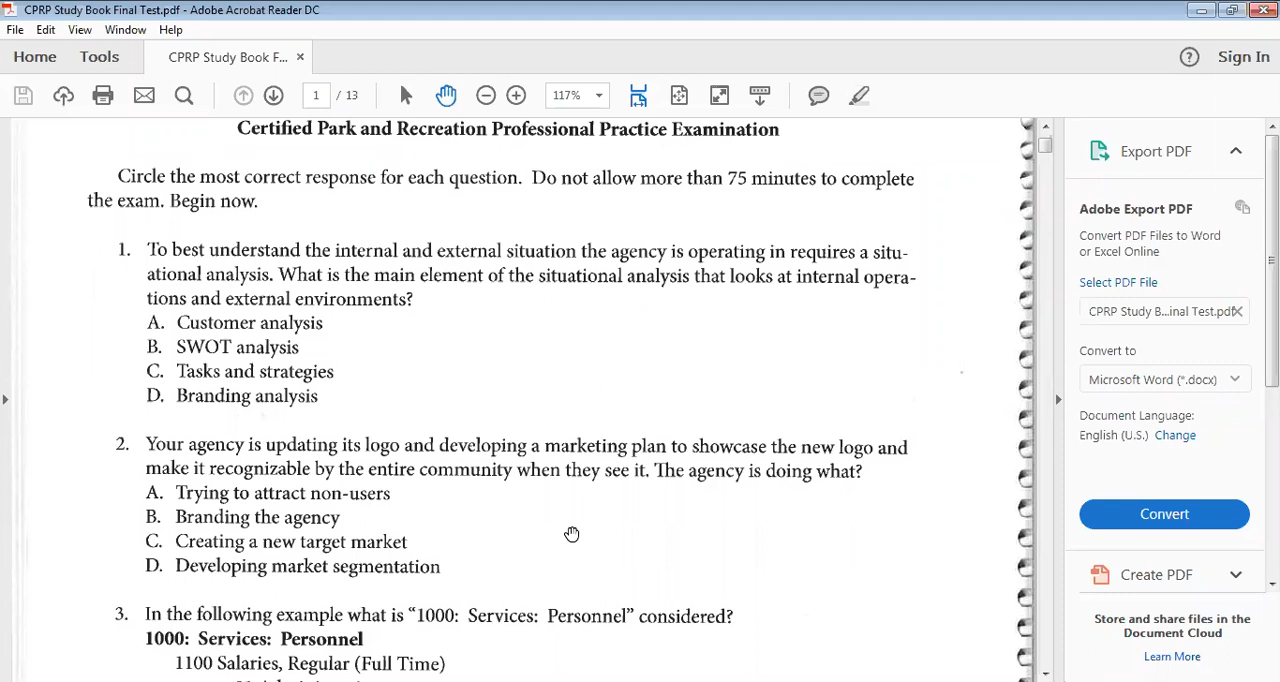 CPRP Study Book Final Test.pdf - Adobe Acrobat Reader DC
File Edit View Window Help
Home Tools CPRP Study Book F... × Sign In
1 / 13 117%
Certified Park and Recreation Professional Practice Examination
Circle the most correct response for each question. Do not allow more than 75 minutes to complete
the exam. Begin now.
1. To best understand the internal and external situation the agency is operating in requires a situ-
ational analysis. What is the main element of the situational analysis that looks at internal opera-
tions and external environments?
A. Customer analysis
B. SWOT analysis
C. Tasks and strategies
D. Branding analysis
2. Your agency is updating its logo and developing a marketing plan to showcase the new logo and
make it recognizable by the entire community when they see it. The agency is doing what?
A. Trying to attract non-users
B. Branding the agency
C. Creating a new target market
D. Developing market segmentation
3. In the following example what is “1000: Services: Personnel” considered?
1000: Services: Personnel
1100 Salaries, Regular (Full Time)
Export PDF
Adobe Export PDF
Convert PDF Files to Word
or Excel Online
Select PDF File
CPRP Study B...inal Test.pdf
Convert to
Microsoft Word (*.docx)
Document Language:
English (U.S.) Change
Convert
Create PDF
Store and share files in the
Document Cloud
Learn More